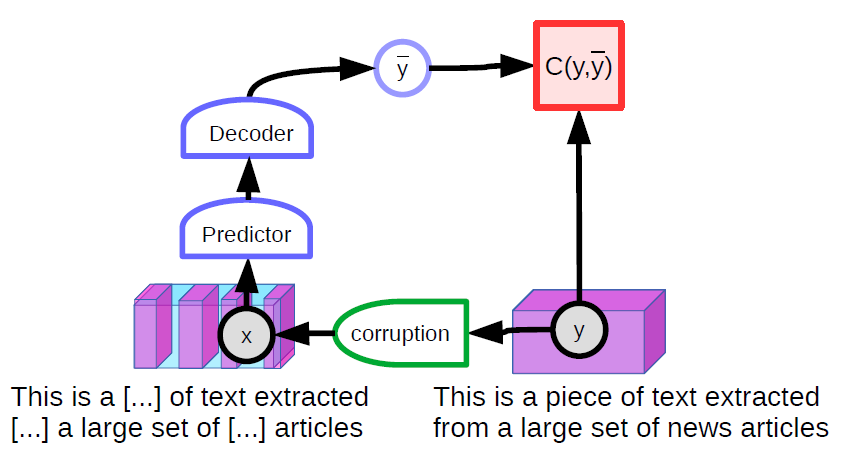 y̅
C(y,y̅)
Decoder
Predictor
x
corruption
y
This is a [...] of text extracted
[...] a large set of [...] articles
This is a piece of text extracted
from a large set of news articles